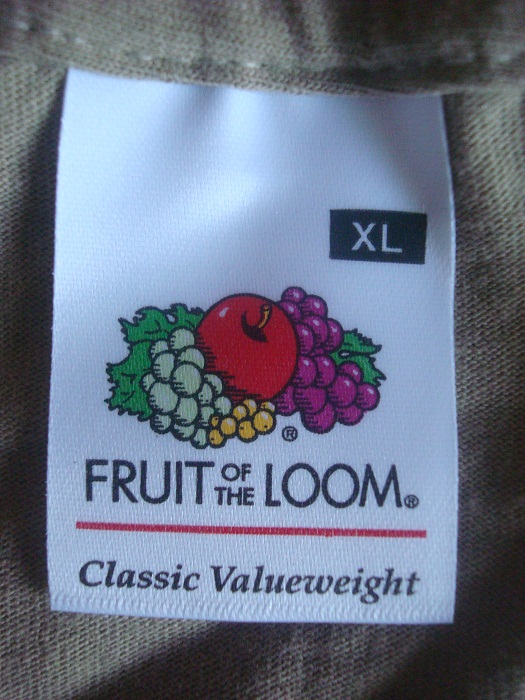 XL
®
FRUIT OF THE LOOM®
Classic Valueweight